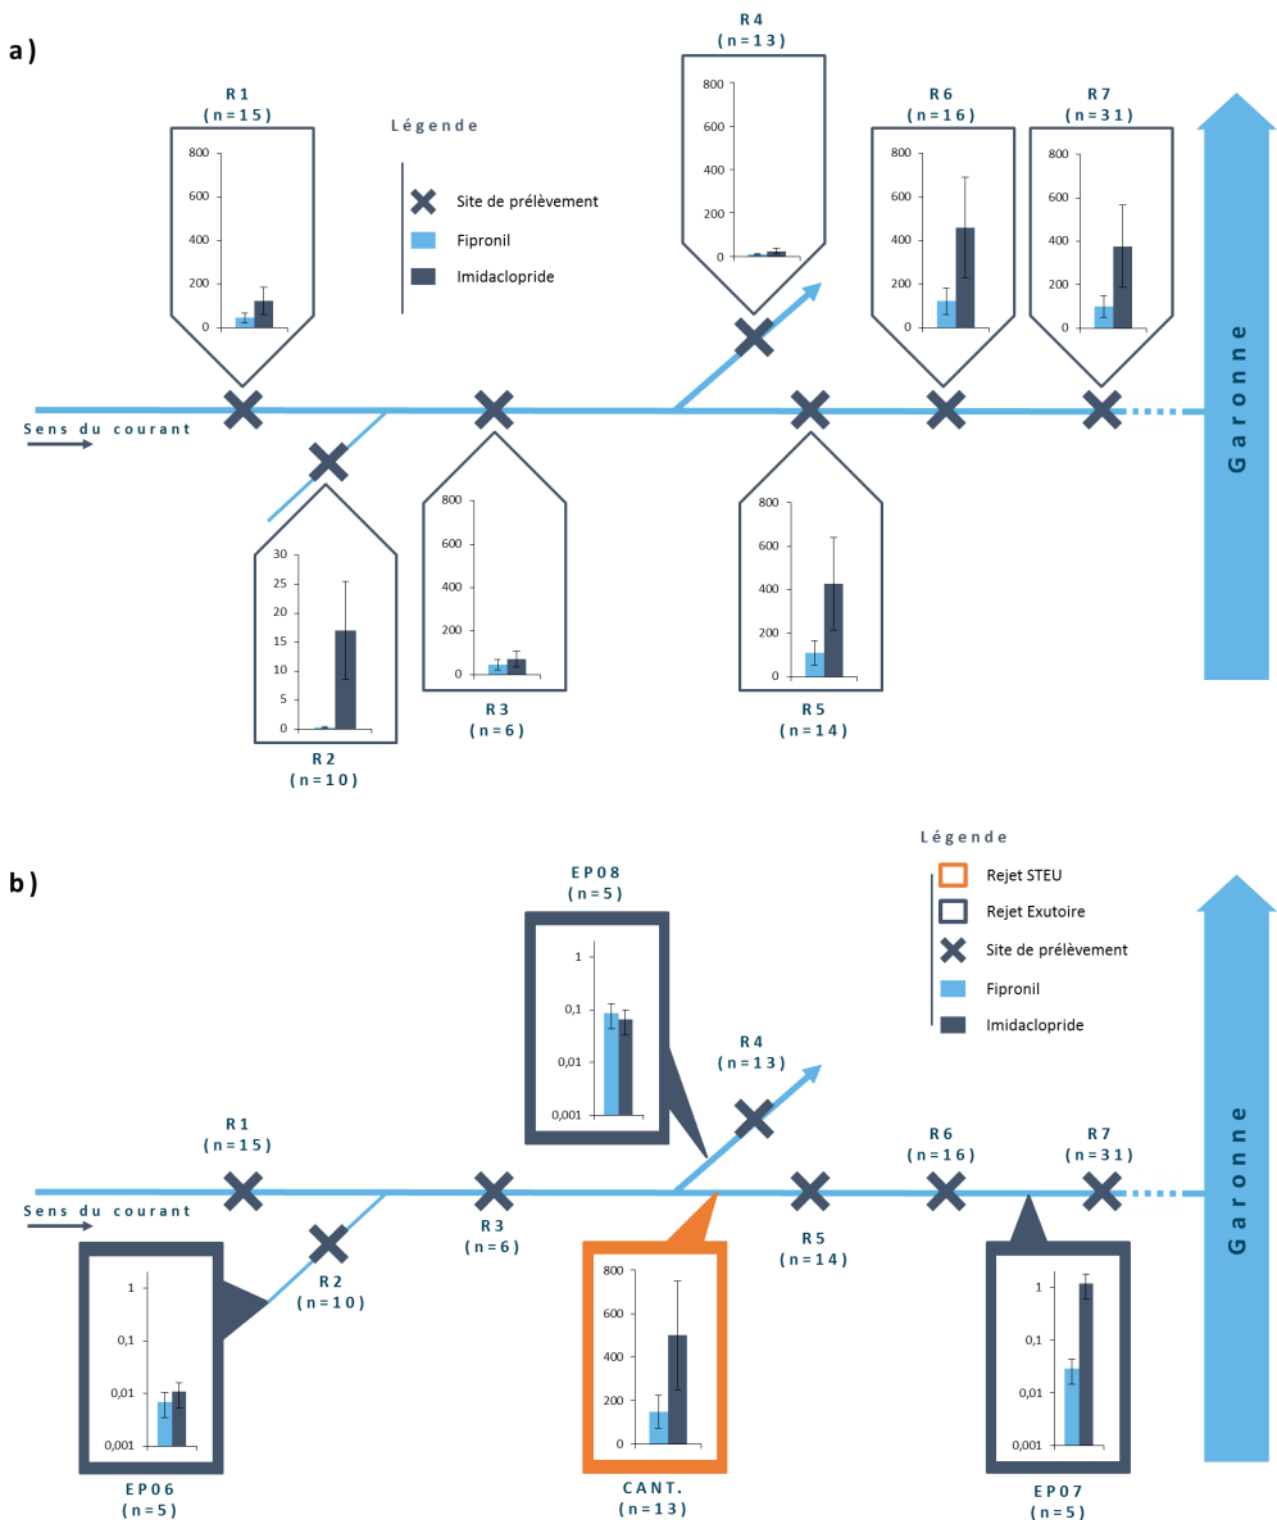 a)
R1
(n=15)
800
600
400
200
0
Légende
Site de prélèvement
Fipronil
Imidaclopride
R4
(n=13)
800
600
400
200
0
R6
(n=16)
800
600
400
200
0
R7
(n=31)
800
600
400
200
0
Garonne
Sens du courant
30
25
20
15
10
5
0
R2
(n=10)
800
600
400
200
0
R3
(n=6)
800
600
400
200
0
R5
(n=14)
b)
Légende
Rejet STEU
Rejet Exutoire
Site de prélèvement
Fipronil
Imidaclopride
EP08
(n=5)
1
0,1
0,01
0,001
R4
(n=13)
R1
(n=15)
R6
(n=16)
R7
(n=31)
Garonne
Sens du courant
R2
(n=10)
R3
(n=6)
R5
(n=14)
1
0,1
0,01
0,001
EP06
(n=5)
800
600
400
200
0
CANT.
(n=13)
1
0,1
0,01
0,001
EP07
(n=5)